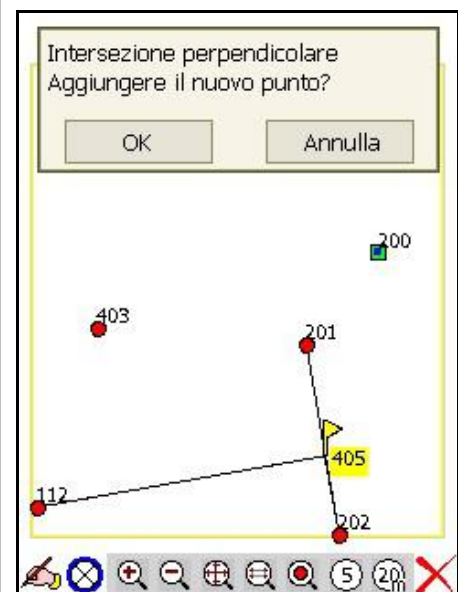 Intersezione perpendicolare
Aggiungere il nuovo punto?
OK Annulla
200
403
201
405
112
202
5 20 m